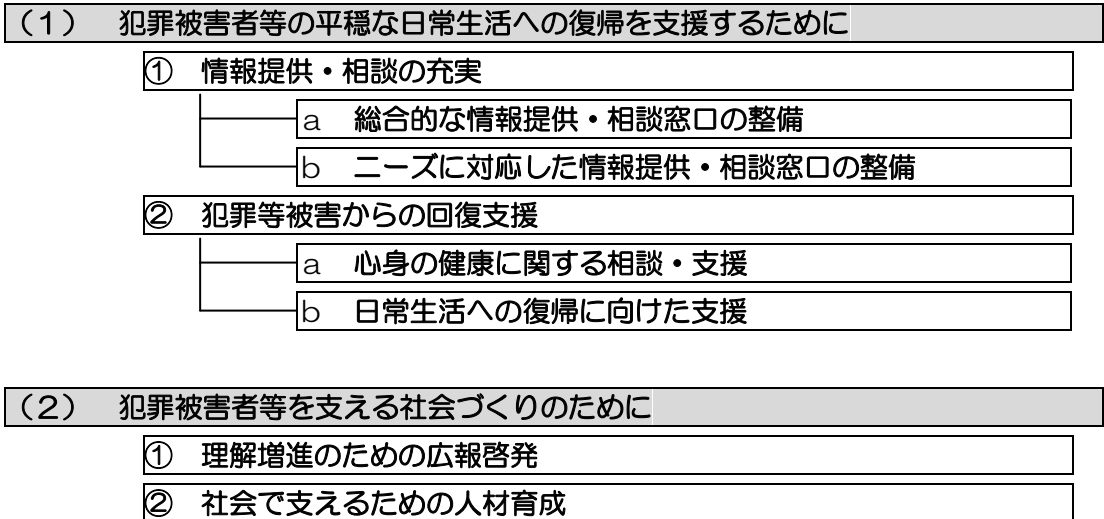 （１）　犯罪被害者等の平穏な日常生活への復帰を支援するために
①　情報提供・相談の充実
ａ　総合的な情報提供・相談窓口の整備
ｂ　ニーズに対応した情報提供・相談窓口の整備
②　犯罪等被害からの回復支援
ａ　心身の健康に関する相談・支援
ｂ　日常生活への復帰に向けた支援
（２）　犯罪被害者等を支える社会づくりのために
①　理解増進のための広報啓発
②　社会で支えるための人材育成